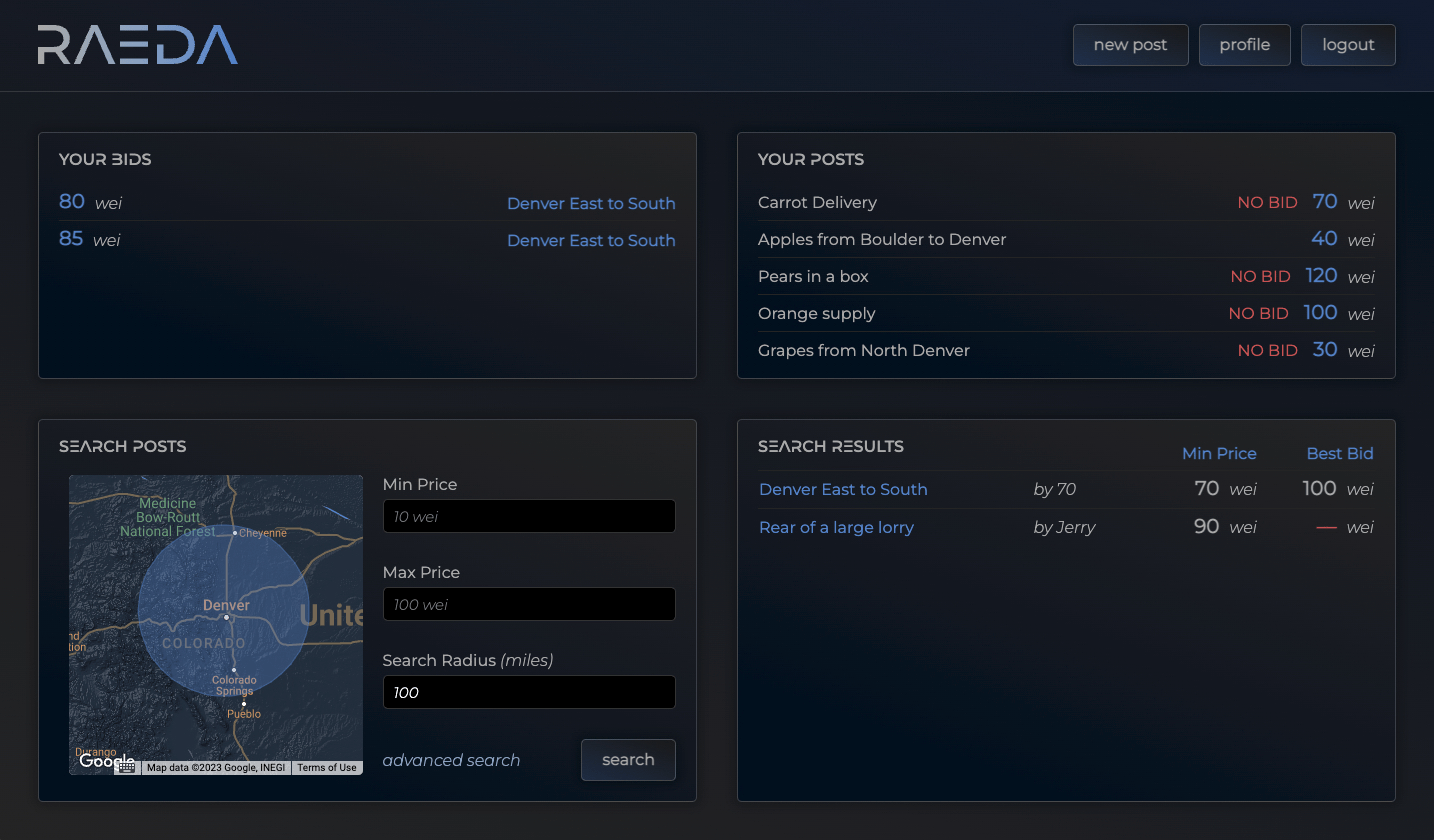 RAEDA
new post
profile
logout
YOUR BIDS
80 wei Denver East to South
85 wei Denver East to South
YOUR POSTS
Carrot Delivery NO BID 70 wei
Apples from Boulder to Denver 40 wei
Pears in a box NO BID 120 wei
Orange supply NO BID 100 wei
Grapes from North Denver NO BID 30 wei
SEARCH POSTS
Medicine
Bow-Routt
National Forest
Cheyenne
Denver
Unite
COLORADO
nd
tion
Colorado
Springs
Pueblo
Durango
Google
Map data ©2023 Google, INEGI
Terms of Use
Min Price
10 wei
Max Price
100 wei
Search Radius (miles)
100
advanced search
search
SEARCH RESULTS Min Price Best Bid
Denver East to South by 70 70 wei 100 wei
Rear of a large lorry by Jerry 90 wei — wei